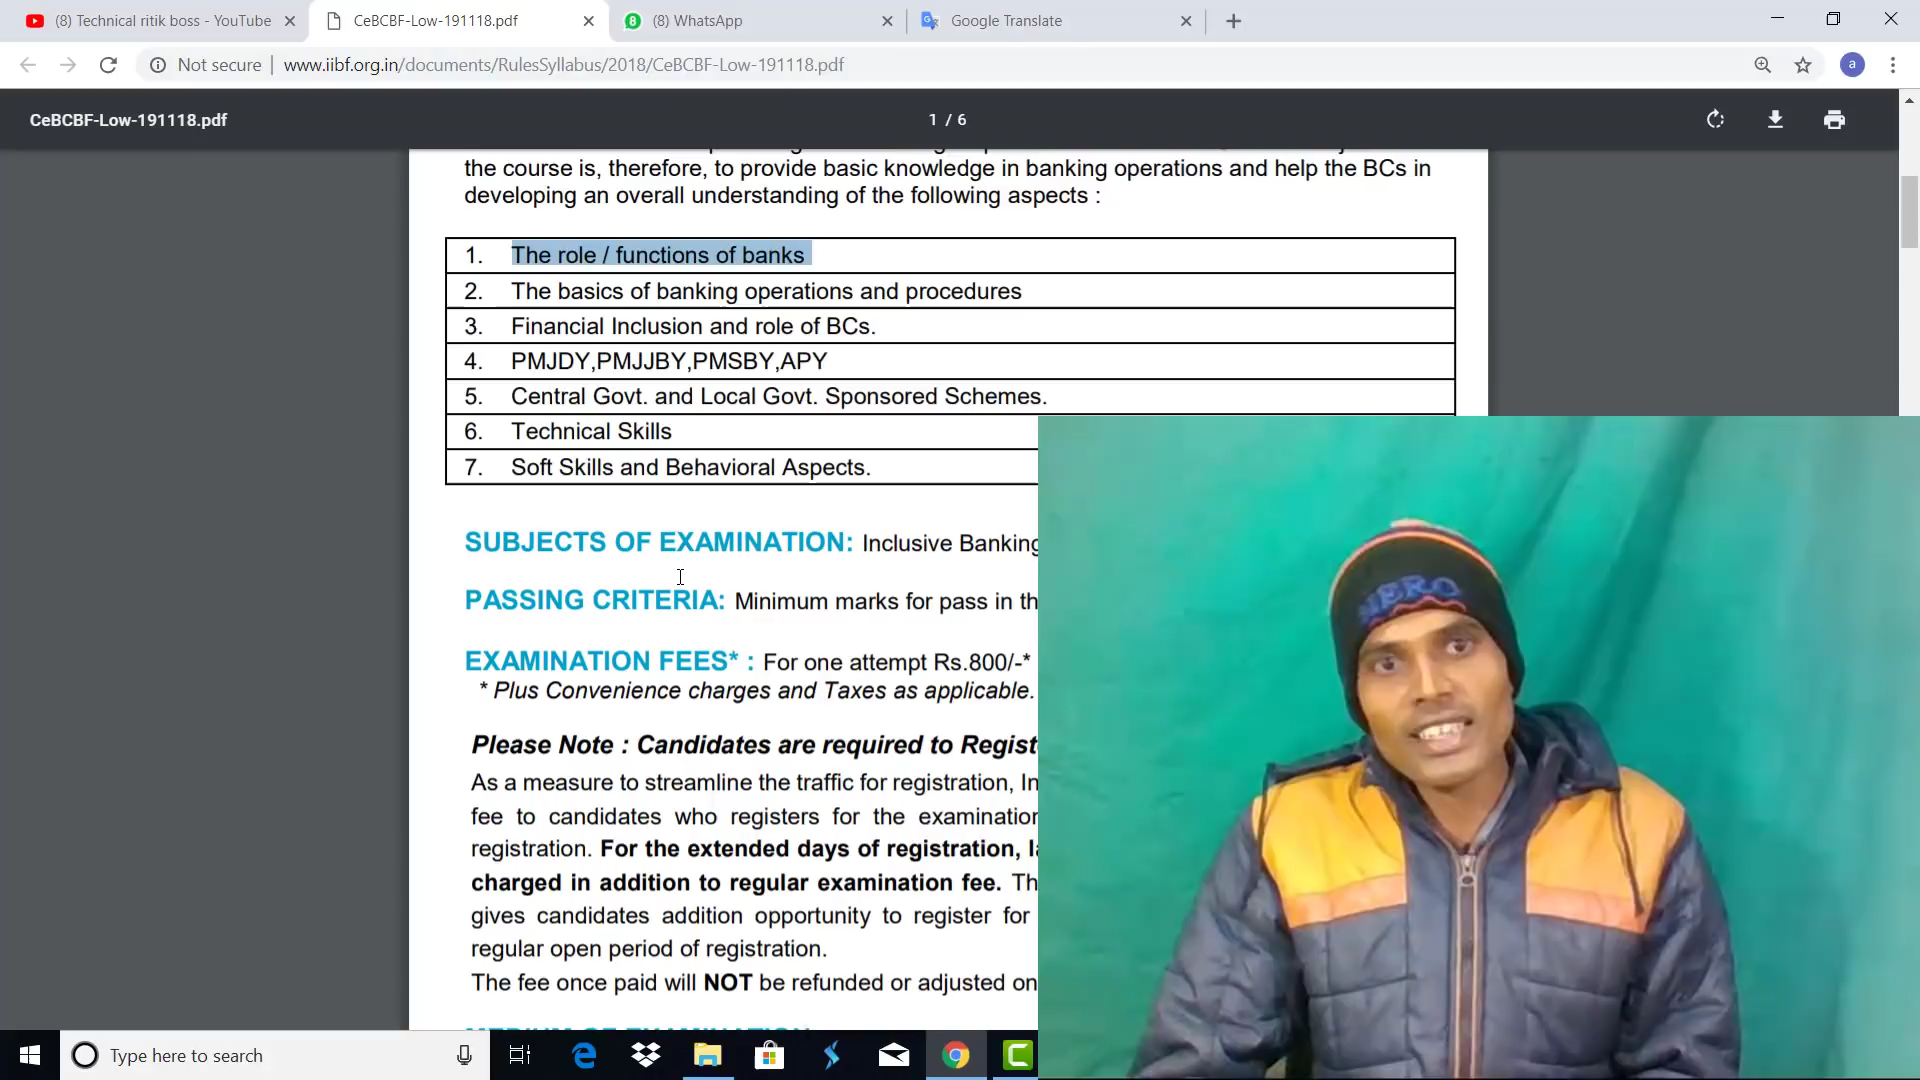 (8) Technical ritik boss - YouTube
CeBCBF-Low-191118.pdf
(8) WhatsApp
Google Translate
Not secure
www.iibf.org.in/documents/RulesSyllabus/2018/CeBCBF-Low-191118.pdf
a
CeBCBF-Low-191118.pdf
1 / 6
the course is, therefore, to provide basic knowledge in banking operations and help the BCs in
developing an overall understanding of the following aspects :
1. The role / functions of banks
2. The basics of banking operations and procedures
3. Financial Inclusion and role of BCs.
4. PMJDY,PMJJBY,PMSBY,APY
5. Central Govt. and Local Govt. Sponsored Schemes.
6. Technical Skills
7. Soft Skills and Behavioral Aspects.
SUBJECTS OF EXAMINATION: Inclusive Banking
PASSING CRITERIA: Minimum marks for pass in th
EXAMINATION FEES* : For one attempt Rs.800/-*
* Plus Convenience charges and Taxes as applicable.
Please Note : Candidates are required to Regist
As a measure to streamline the traffic for registration, In
fee to candidates who registers for the examination
registration. For the extended days of registration, la
charged in addition to regular examination fee. Th
gives candidates addition opportunity to register for
regular open period of registration.
The fee once paid will NOT be refunded or adjusted on
HERO
Type here to search